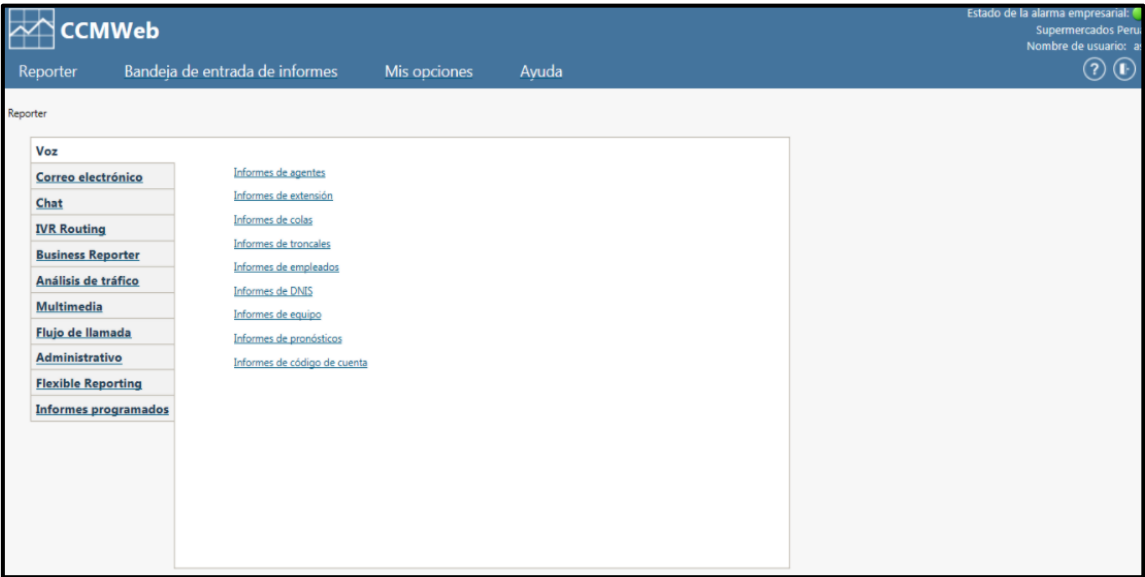 Estado de la alarma empresarial:
CCMWeb
Supermercados
Nombre de usuario:
Reporter
Bandeja de entrada de informes
Mis opciones
Ayuda
?
Reporter
Voz
Correo electrónico
Chat
IVR Routing
Business Reporter
Análisis de tráfico
Multimedia
Flujo de llamada
Administrativo
Flexible Reporting
Informes programados
Informes de agentes
Informes de extensión
Informes de colas
Informes de troncales
Informes de empleados
Informes de DNIS
Informes de equipo
Informes de pronósticos
Informes de código de cuenta